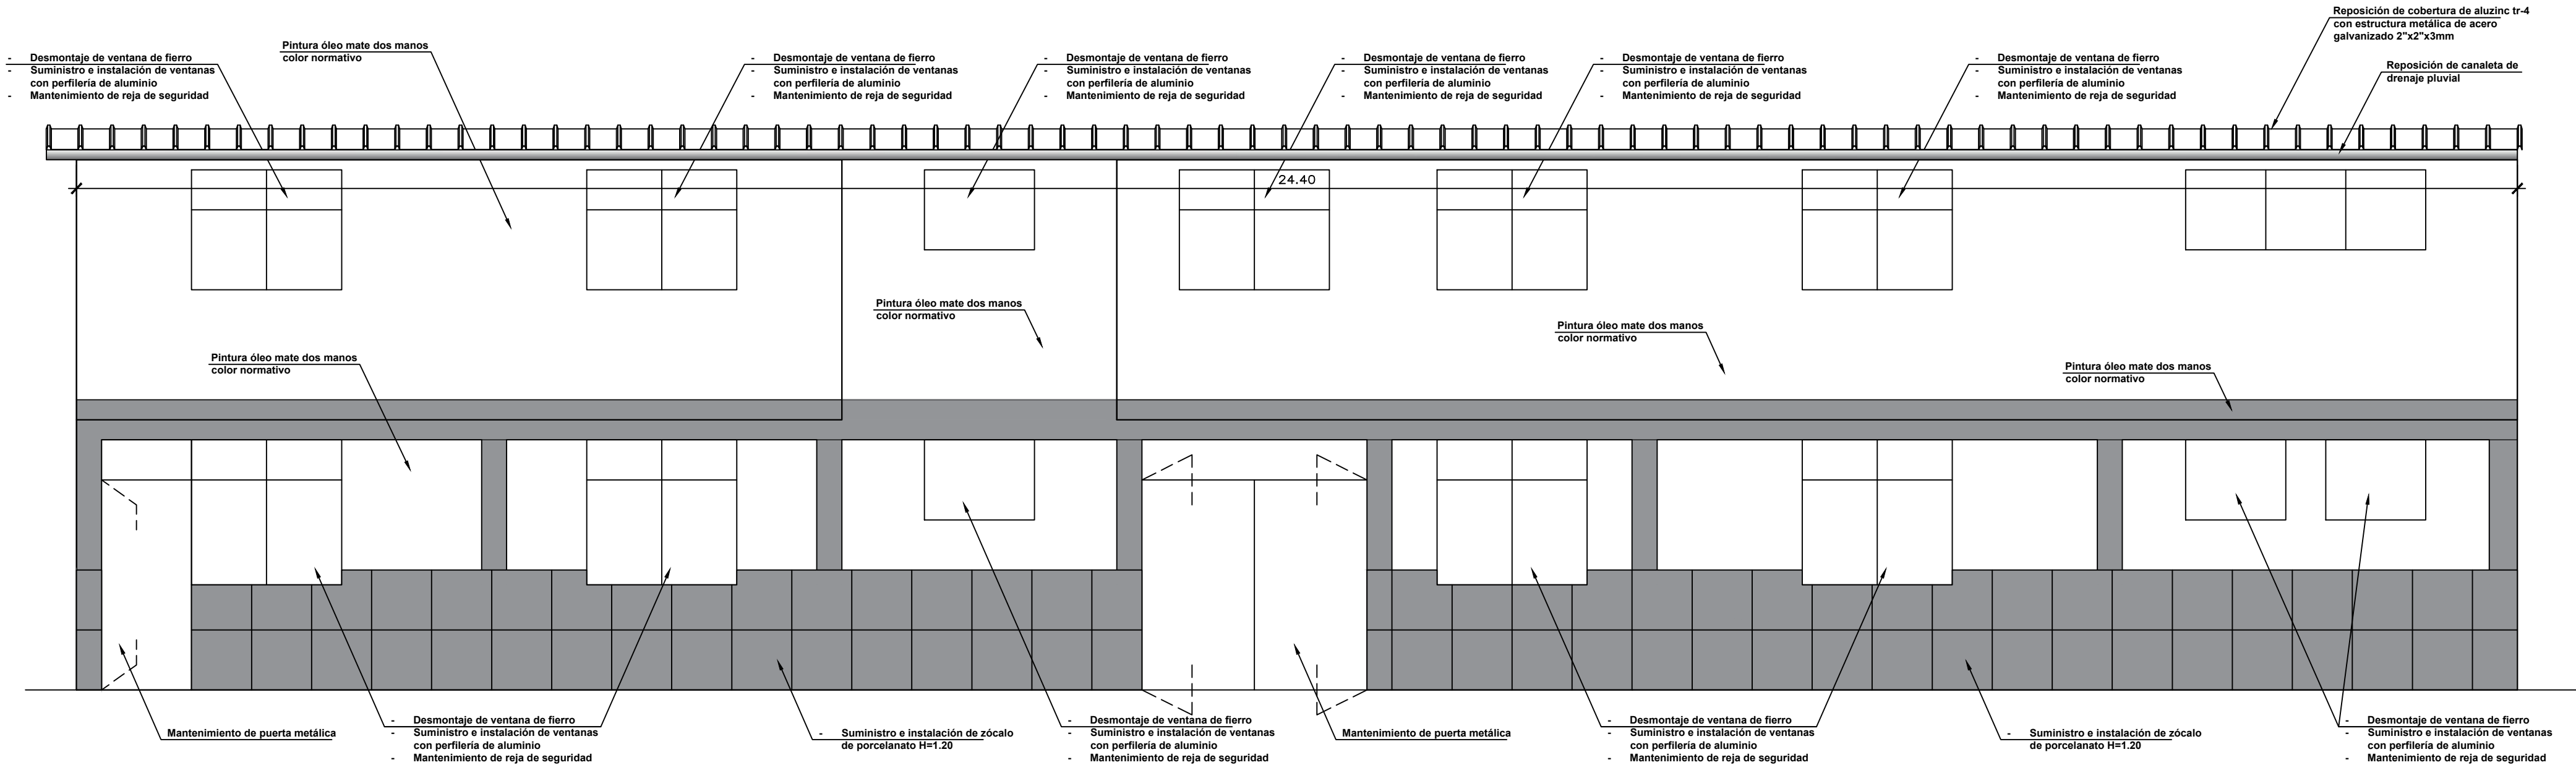 Reposición de cobertura de aluzinc tr-4
con estructura metálica de acero
galvanizado 2"x2"x3mm
Pintura óleo mate dos manos
color normativo
- Desmontaje de ventana de fierro
- Suministro e instalación de ventanas
con perfilería de aluminio
- Mantenimiento de reja de seguridad
- Desmontaje de ventana de fierro
- Suministro e instalación de ventanas
con perfilería de aluminio
- Mantenimiento de reja de seguridad
- Desmontaje de ventana de fierro
- Suministro e instalación de ventanas
con perfilería de aluminio
- Mantenimiento de reja de seguridad
- Desmontaje de ventana de fierro
- Suministro e instalación de ventanas
con perfilería de aluminio
- Mantenimiento de reja de seguridad
- Desmontaje de ventana de fierro
- Suministro e instalación de ventanas
con perfilería de aluminio
- Mantenimiento de reja de seguridad
- Desmontaje de ventana de fierro
- Suministro e instalación de ventanas
con perfilería de aluminio
- Mantenimiento de reja de seguridad
Reposición de canaleta de
drenaje pluvial
24.40
Pintura óleo mate dos manos
color normativo
Pintura óleo mate dos manos
color normativo
Pintura óleo mate dos manos
color normativo
Pintura óleo mate dos manos
color normativo
Mantenimiento de puerta metálica
- Desmontaje de ventana de fierro
- Suministro e instalación de ventanas
con perfilería de aluminio
- Mantenimiento de reja de seguridad
- Suministro e instalación de zócalo
de porcelanato H=1.20
- Desmontaje de ventana de fierro
- Suministro e instalación de ventanas
con perfilería de aluminio
- Mantenimiento de reja de seguridad
Mantenimiento de puerta metálica
- Desmontaje de ventana de fierro
- Suministro e instalación de ventanas
con perfilería de aluminio
- Mantenimiento de reja de seguridad
- Suministro e instalación de zócalo
de porcelanato H=1.20
- Desmontaje de ventana de fierro
- Suministro e instalación de ventanas
con perfilería de aluminio
- Mantenimiento de reja de seguridad